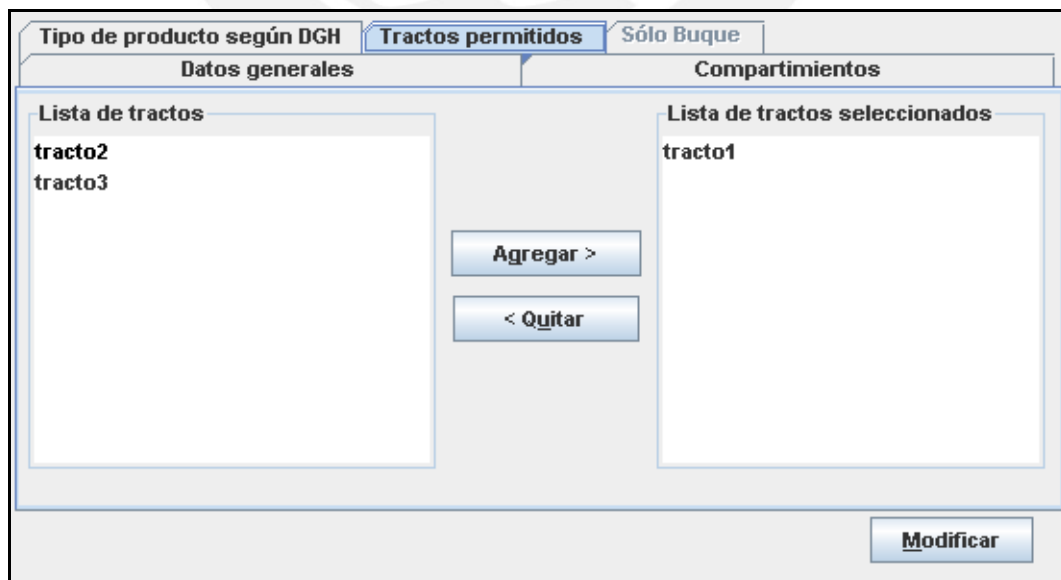 Tipo de producto según DGH Tractos permitidos Sólo Buque
Datos generales Compartimientos
Lista de tractos Lista de tractos seleccionados
tracto2 tracto1
tracto3
Agregar >
< Quitar
Modificar